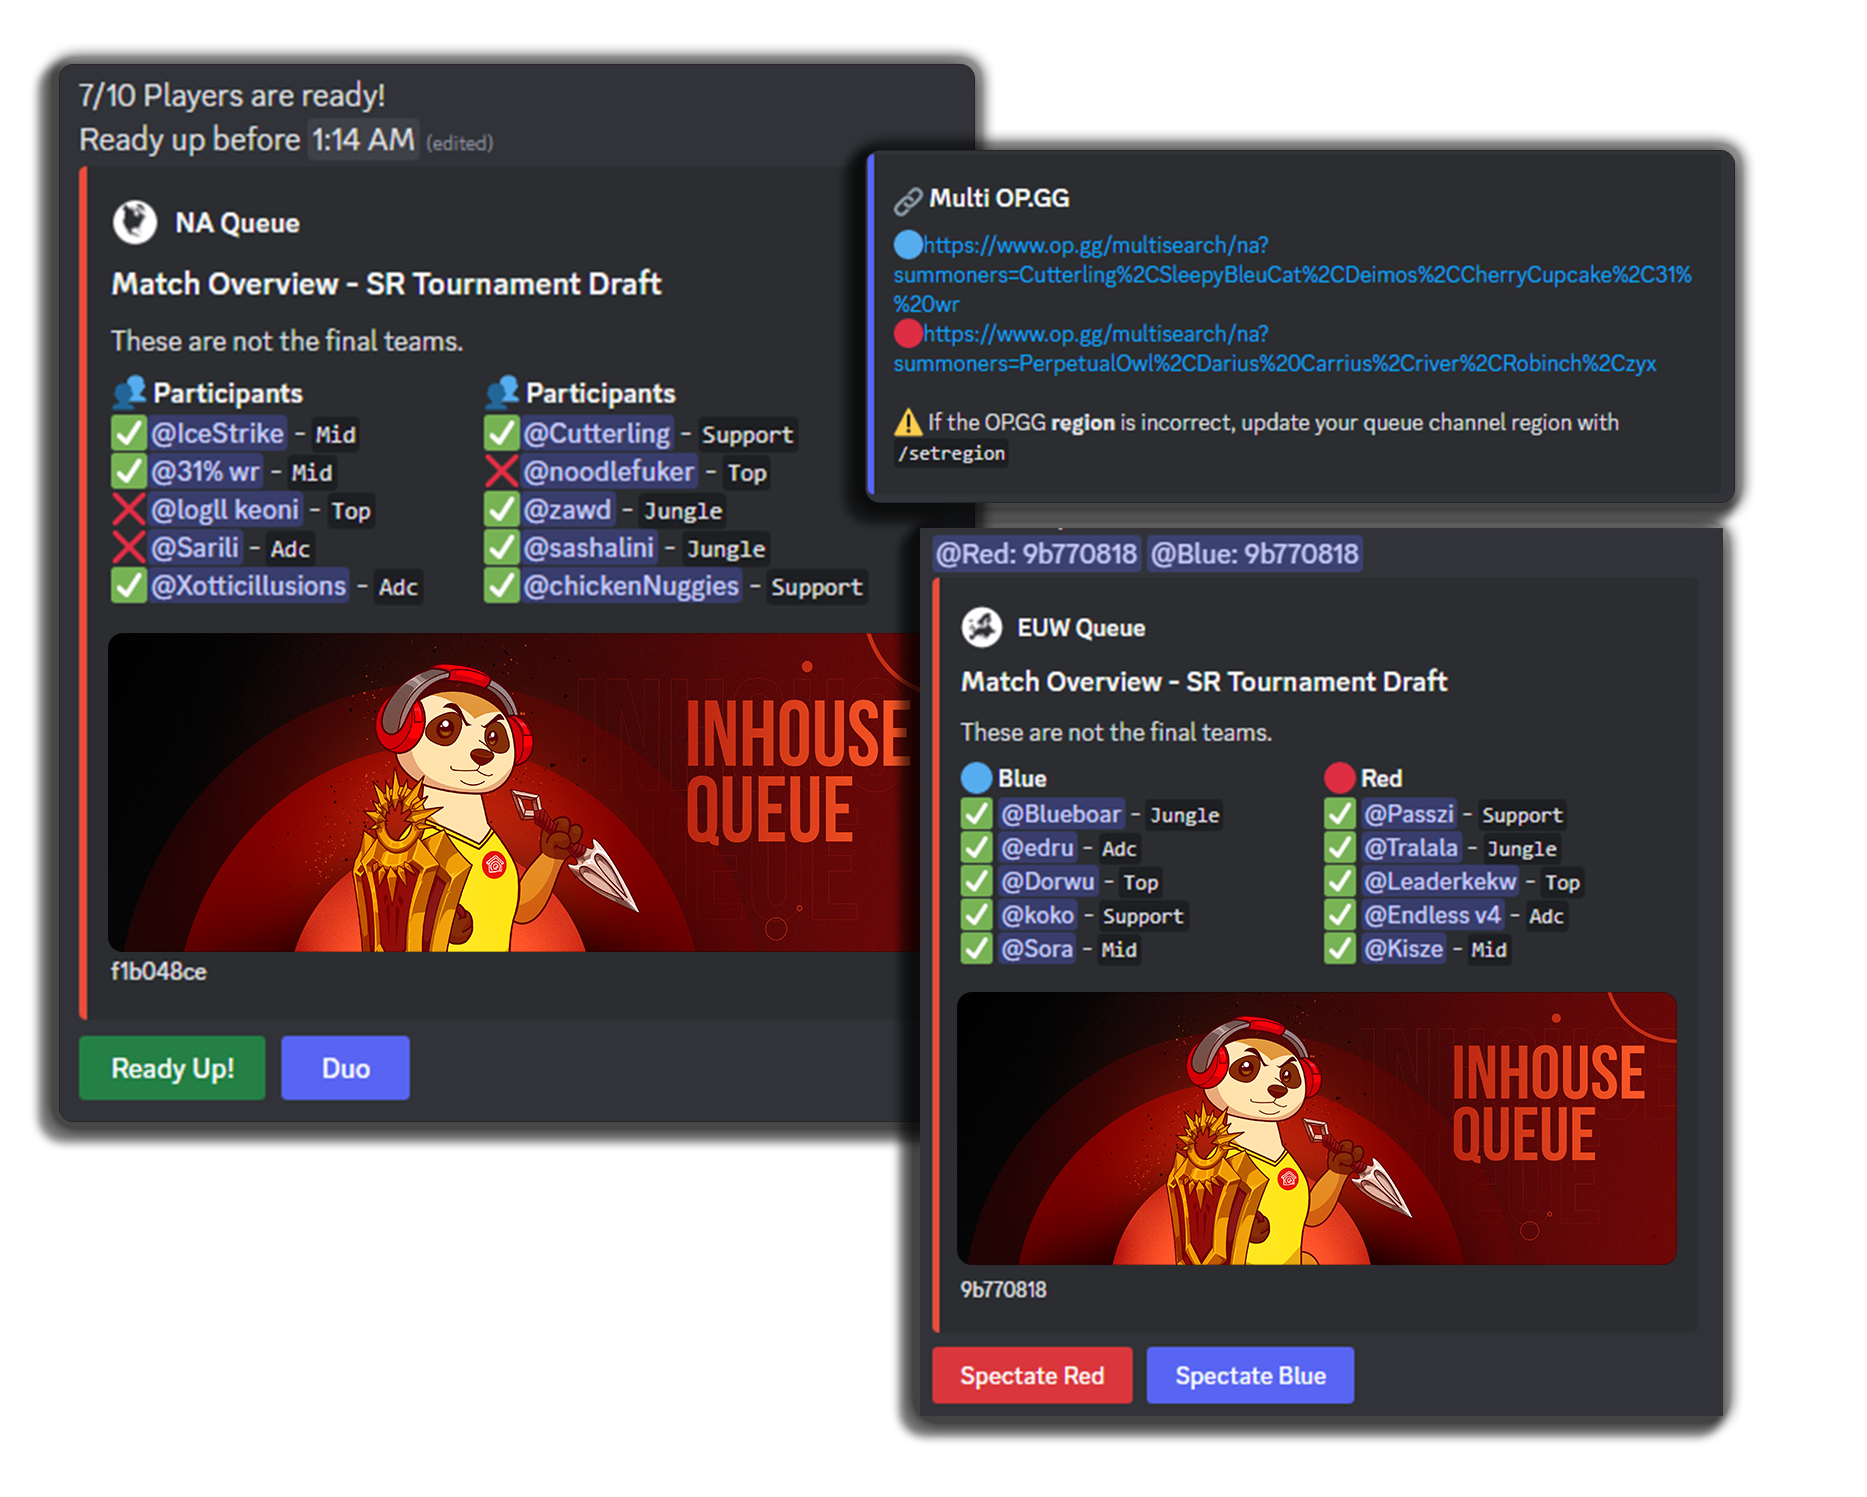 7/10 Players are ready!
Ready up before 1:14 AM (edited)
NA Queue
Match Overview - SR Tournament Draft
These are not the final teams.
Participants Participants
@IceStrike - Mid @Cutterling - Support
@31% wr - Mid @noodlefuker - Top
@logll keoni - Top @zawd - Jungle
@Sarili - Adc @sashalini - Jungle
@Xotticillusions - Adc @chickenNuggies - Support
INHOUSE
QUEUE
f1b048ce
Ready Up! Duo
Multi OP.GG
https://www.op.gg/multisearch/na?
summoners=Cutterling%2CSleepyBleuCat%2CDeimos%2CCherryCupcake%2C31%
%20wr
https://www.op.gg/multisearch/na?
summoners=PerpetualOwl%2CDarius%20Carrius%2Criver%2CRobinch%2Czyx
If the OP.GG region is incorrect, update your queue channel region with
/setregion
@Red: 9b770818 @Blue: 9b770818
EUW Queue
Match Overview - SR Tournament Draft
These are not the final teams.
Blue Red
@Blueboar - Jungle @Passzi - Support
@edru - Adc @Tralala - Jungle
@Dorwu - Top @Leaderkekw - Top
@koko - Support @Endless v4 - Adc
@Sora - Mid @Kisze - Mid
INHOUSE
QUEUE
9b770818
Spectate Red Spectate Blue